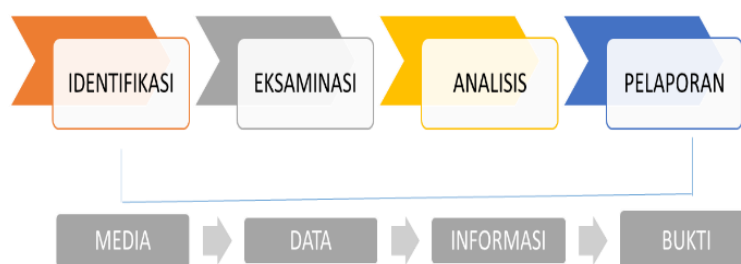 IDENTIFIKASI
EKSAMINASI
ANALISIS
PELAPORAN
MEDIA
DATA
INFORMASI
BUKTI